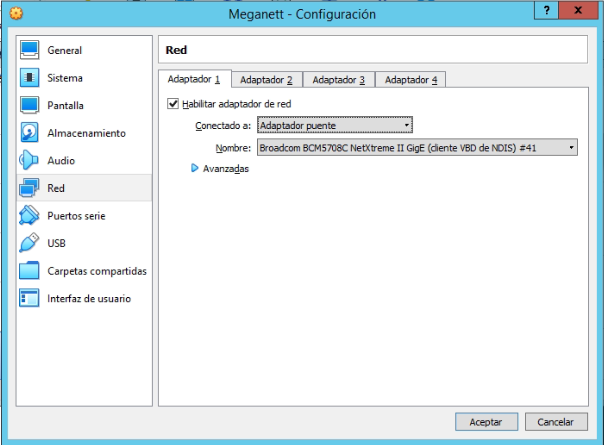 Meganett - Configuración
?
x
General
Sistema
Pantalla
Almacenamiento
Audio
Red
Puertos serie
USB
Carpetas compartidas
Interfaz de usuario
Red
Adaptador 1 Adaptador 2 Adaptador 3 Adaptador 4
Habilitar adaptador de red
Conectado a: Adaptador puente
Nombre: Broadcom BCM5708C NetXtreme II GigE (cliente VBD de NDIS) #41
Avanzadas
Aceptar Cancelar